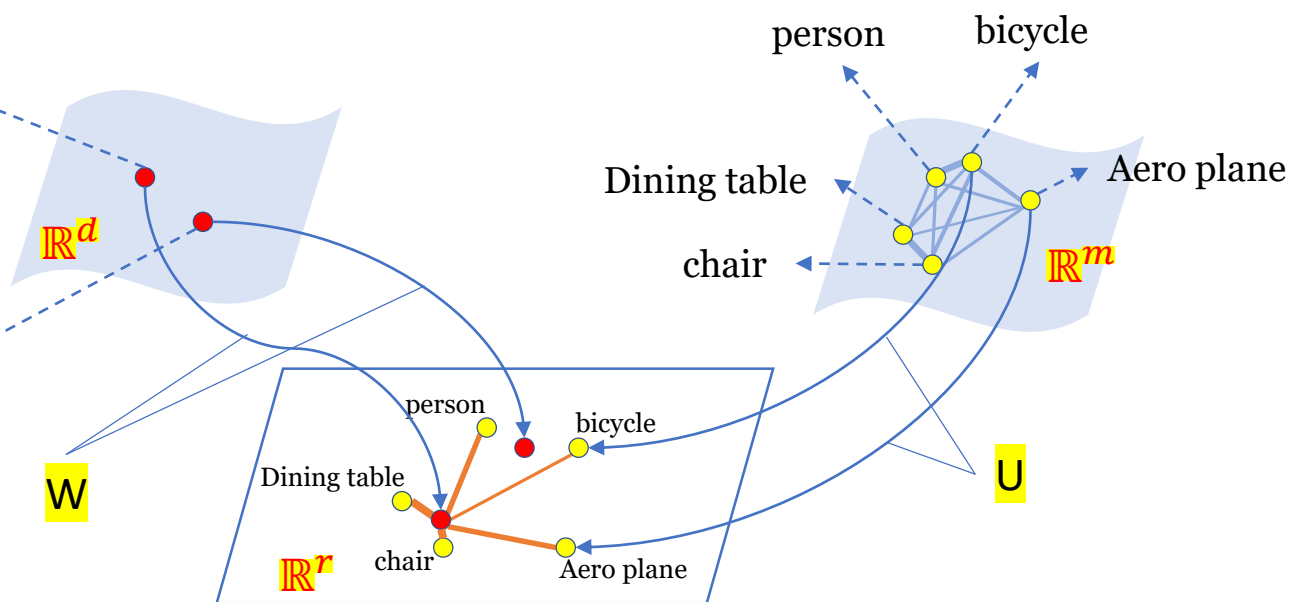 person
bicycle
Dining table
Aero plane
chair
ℝ^d
ℝ^m
person
bicycle
Dining table
W
U
chair
Aero plane
ℝ^r